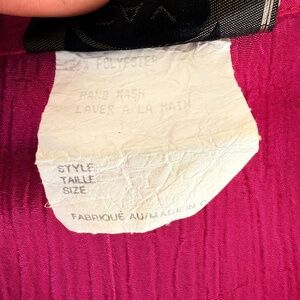 POLYESTER
HAND WASH
LAVER A LA MAIN
STYLE
TAILLE
SIZE
FABRIQUÉ AU/MADE IN C